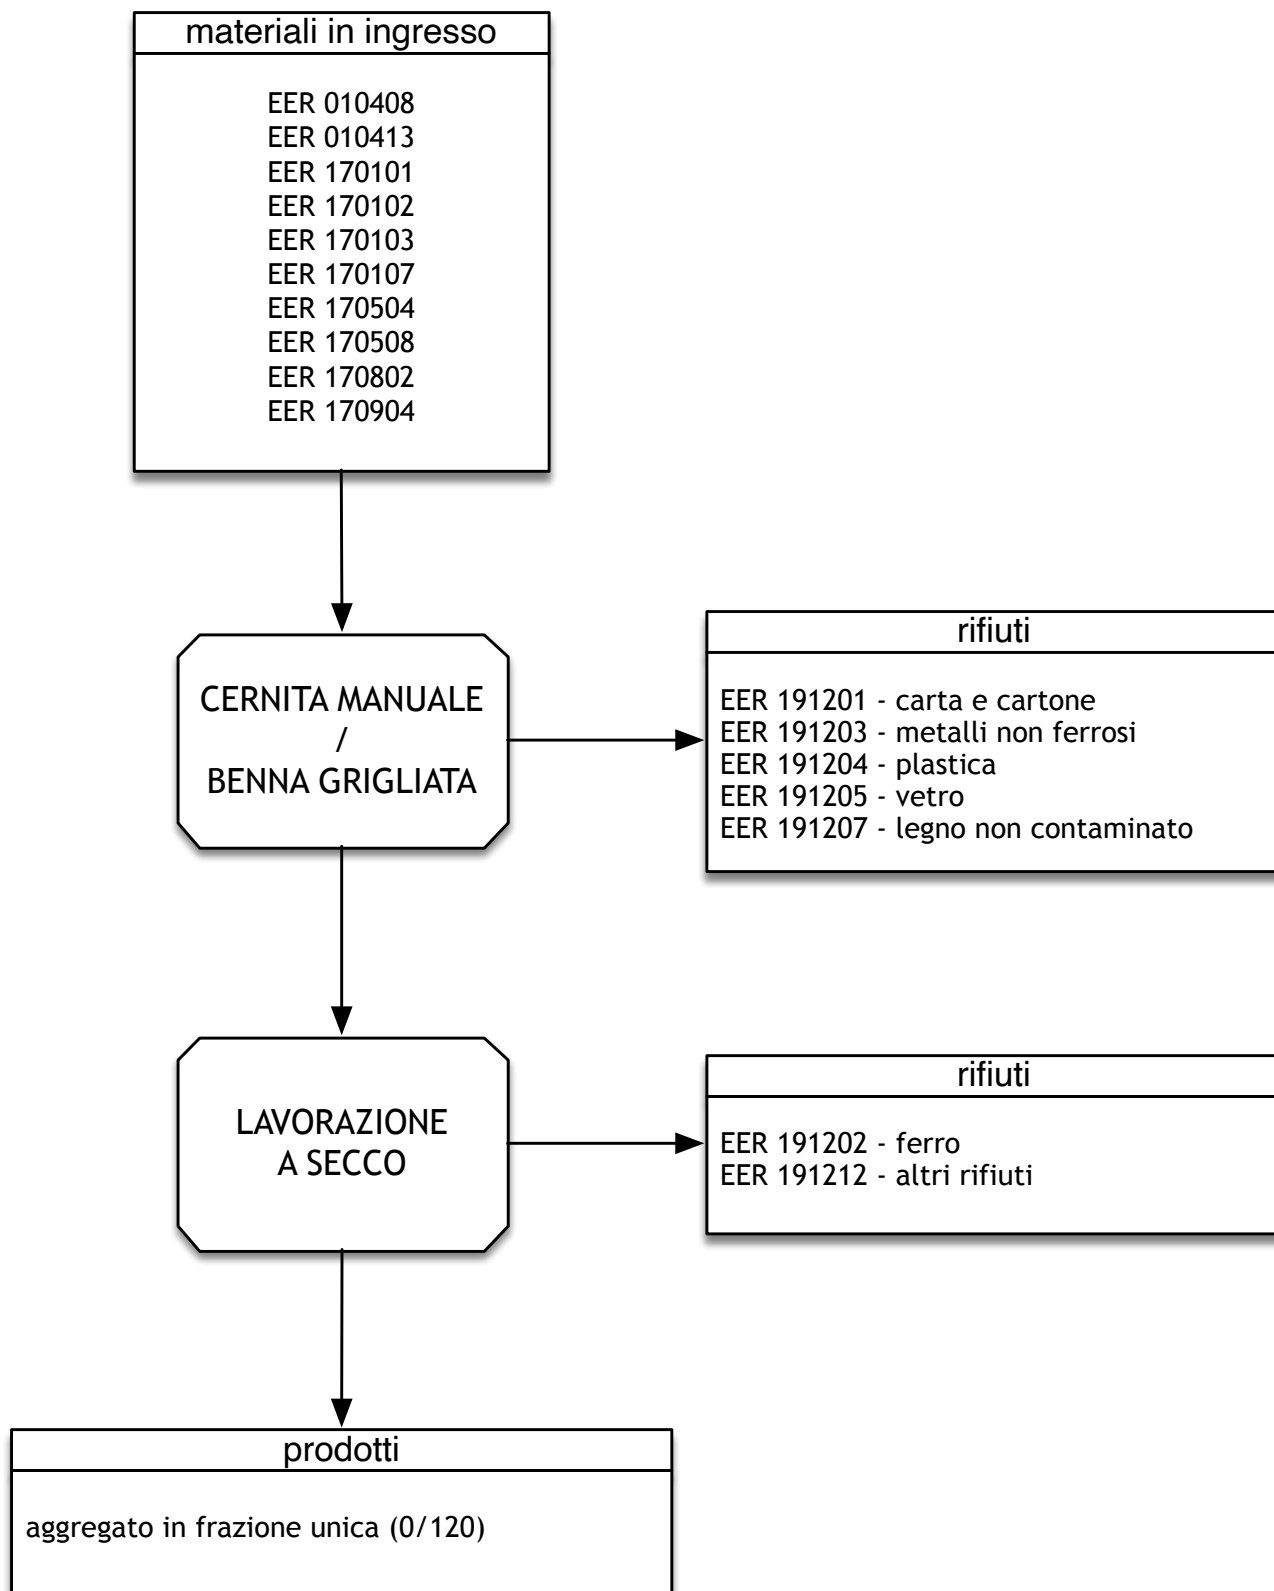 materiali in ingresso
EER 010408
EER 010413
EER 170101
EER 170102
EER 170103
EER 170107
EER 170504
EER 170508
EER 170802
EER 170904
CERNITA MANUALE
/
BENNA GRIGLIATA
rifiuti
EER 191201 - carta e cartone
EER 191203 - metalli non ferrosi
EER 191204 - plastica
EER 191205 - vetro
EER 191207 - legno non contaminato
LAVORAZIONE
A SECCO
rifiuti
EER 191202 - ferro
EER 191212 - altri rifiuti
prodotti
aggregato in frazione unica (0/120)